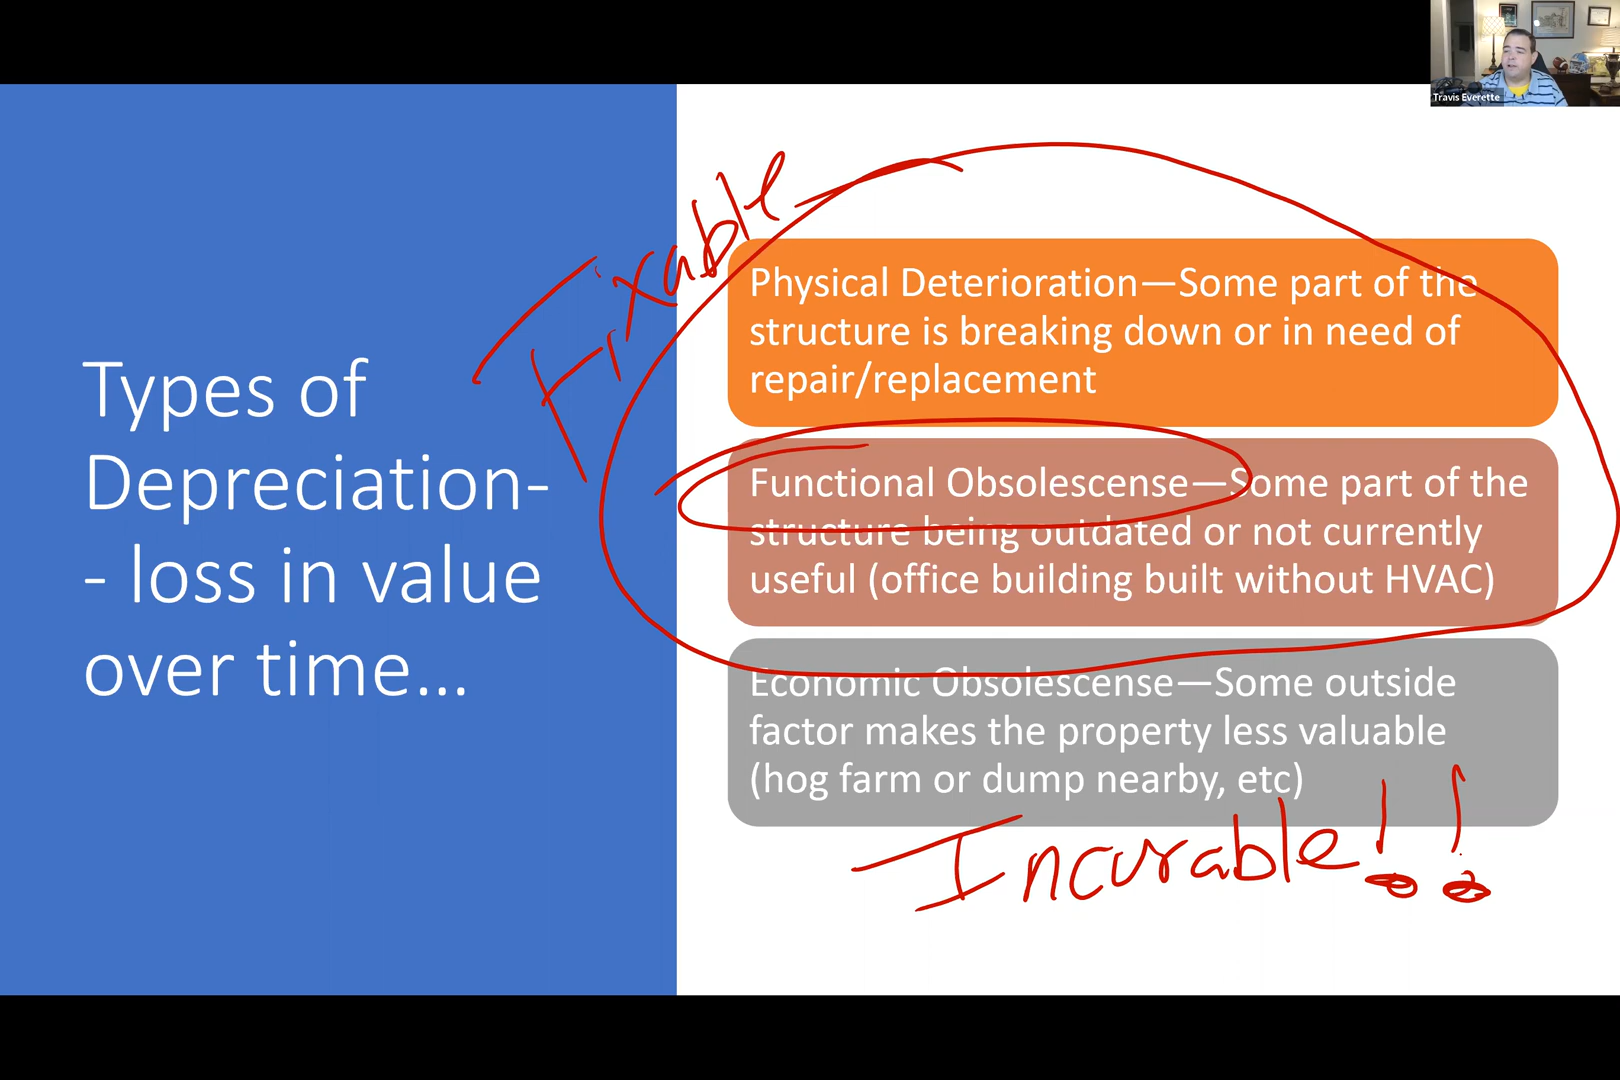 Travis Everette
Fixable
Types of
Depreciation-
- loss in value
over time...
Physical Deterioration—Some part of the
structure is breaking down or in need of
repair/replacement
Functional Obsolescense—Some part of the
structure being outdated or not currently
useful (office building built without HVAC)
Economic Obsolescense—Some outside
factor makes the property less valuable
(hog farm or dump nearby, etc)
Incurable!!